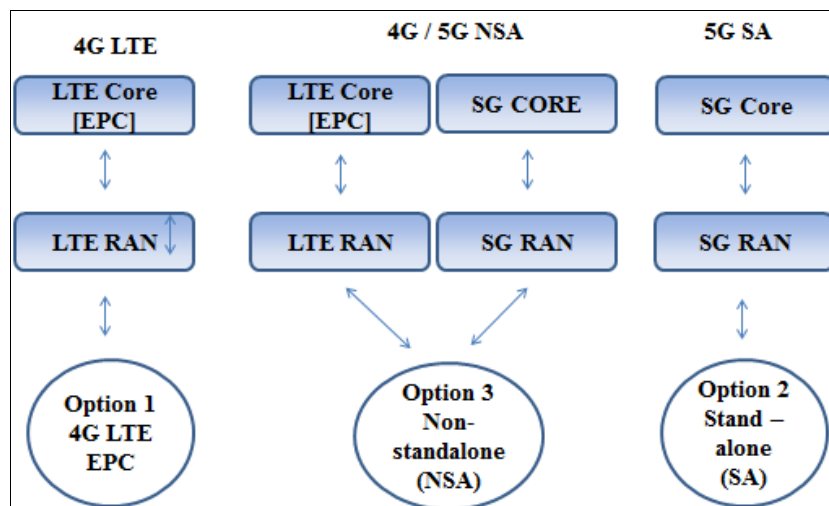 4G LTE
4G / 5G NSA
5G SA
LTE Core
[EPC]
LTE Core
[EPC]
SG CORE
SG Core
LTE RAN
LTE RAN
SG RAN
SG RAN
Option 1
4G LTE
EPC
Option 3
Non-
standalone
(NSA)
Option 2
Stand –
alone
(SA)